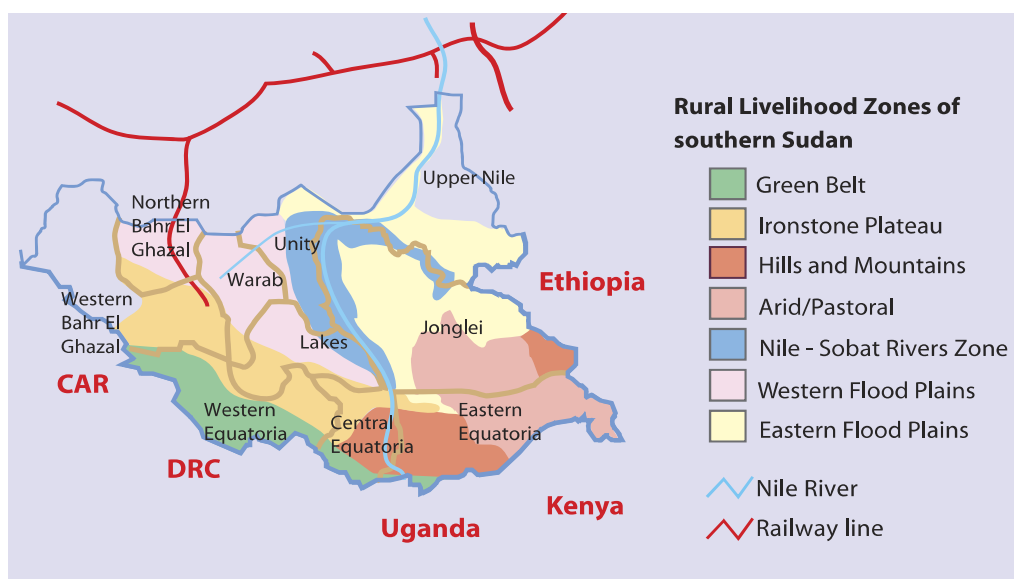 Rural Livelihood Zones of
southern Sudan
Green Belt
Ironstone Plateau
Hills and Mountains
Arid/Pastoral
Nile - Sobat Rivers Zone
Western Flood Plains
Eastern Flood Plains
Nile River
Railway line
Upper Nile
Northern
Bahr El
Ghazal
Unity
Warab
Western
Bahr El
Ghazal
Lakes
Jonglei
Western
Equatoria
Central
Equatoria
Eastern
Equatoria
Ethiopia
CAR
DRC
Kenya
Uganda